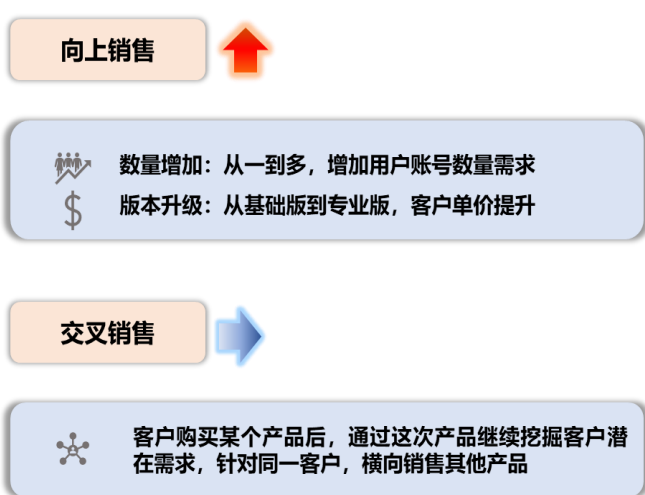 向上销售
数量增加：从一到多，增加用户账号数量需求
版本升级：从基础版到专业版，客户单价提升
交叉销售
客户购买某个产品后，通过这次产品继续挖掘客户潜
在需求，针对同一客户，横向销售其他产品